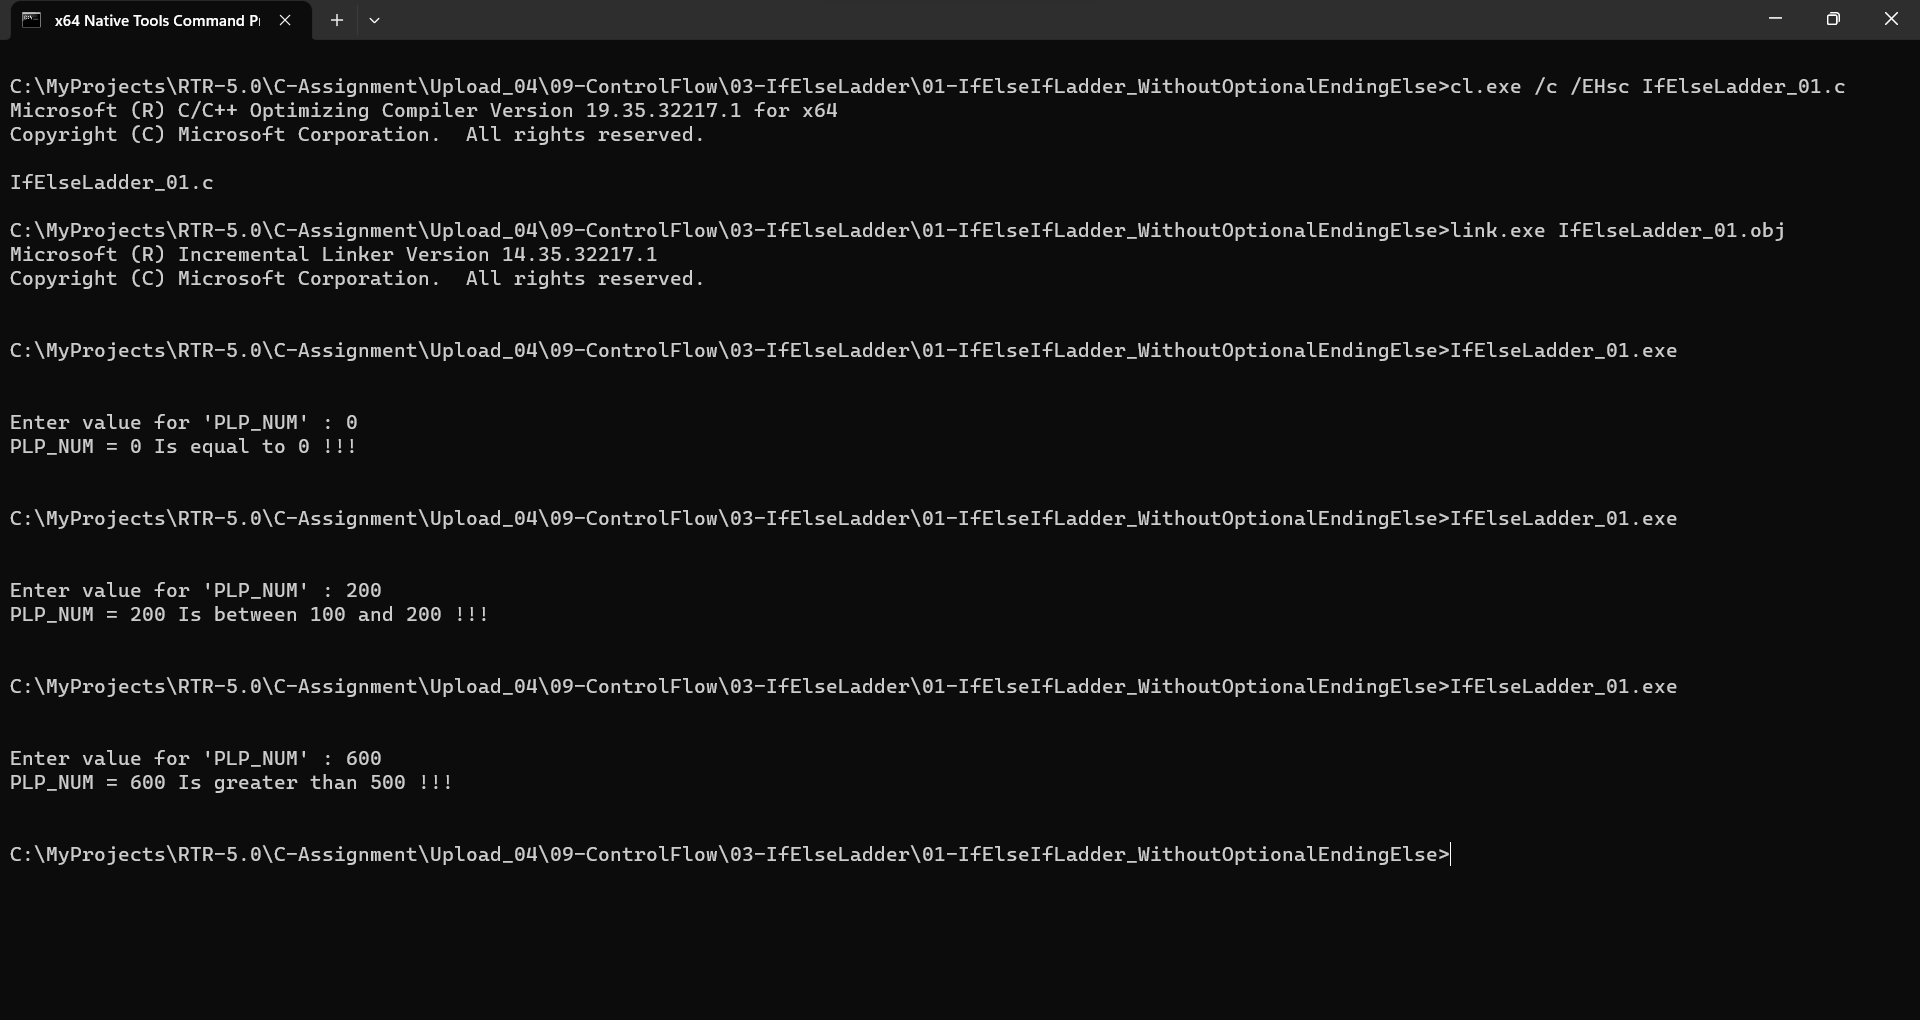 x64 Native Tools Command P
C:\MyProjects\RTR-5.0\C-Assignment\Upload_04\09-ControlFlow\03-IfElseLadder\01-IfElseIfLadder_WithoutOptionalEndingElse>cl.exe /c /EHsc IfElseLadder_01.c
Microsoft (R) C/C++ Optimizing Compiler Version 19.35.32217.1 for x64
Copyright (C) Microsoft Corporation.  All rights reserved.
IfElseLadder_01.c
C:\MyProjects\RTR-5.0\C-Assignment\Upload_04\09-ControlFlow\03-IfElseLadder\01-IfElseIfLadder_WithoutOptionalEndingElse>link.exe IfElseLadder_01.obj
Microsoft (R) Incremental Linker Version 14.35.32217.1
Copyright (C) Microsoft Corporation.  All rights reserved.
C:\MyProjects\RTR-5.0\C-Assignment\Upload_04\09-ControlFlow\03-IfElseLadder\01-IfElseIfLadder_WithoutOptionalEndingElse>IfElseLadder_01.exe
Enter value for 'PLP_NUM' : 0
PLP_NUM = 0 Is equal to 0 !!!
C:\MyProjects\RTR-5.0\C-Assignment\Upload_04\09-ControlFlow\03-IfElseLadder\01-IfElseIfLadder_WithoutOptionalEndingElse>IfElseLadder_01.exe
Enter value for 'PLP_NUM' : 200
PLP_NUM = 200 Is between 100 and 200 !!!
C:\MyProjects\RTR-5.0\C-Assignment\Upload_04\09-ControlFlow\03-IfElseLadder\01-IfElseIfLadder_WithoutOptionalEndingElse>IfElseLadder_01.exe
Enter value for 'PLP_NUM' : 600
PLP_NUM = 600 Is greater than 500 !!!
C:\MyProjects\RTR-5.0\C-Assignment\Upload_04\09-ControlFlow\03-IfElseLadder\01-IfElseIfLadder_WithoutOptionalEndingElse>